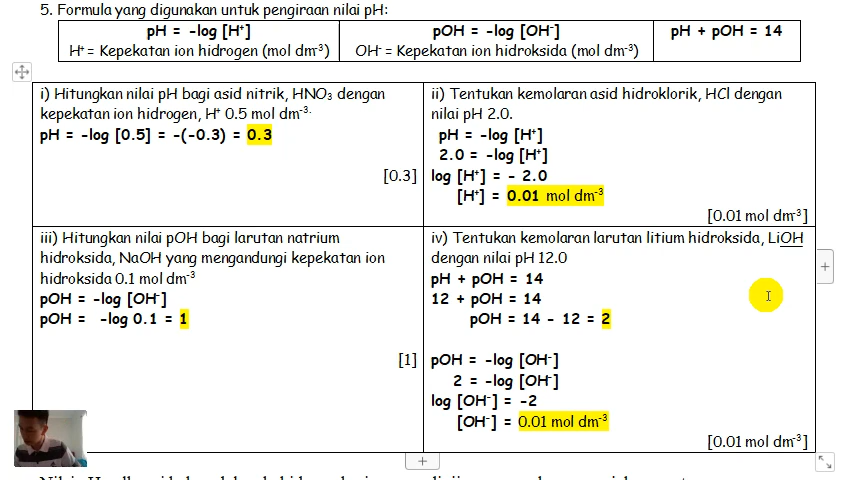 5. Formula yang digunakan untuk pengiraan nilai pH:
pH = -log [H⁺]
H⁺ = Kepekatan ion hidrogen (mol dm⁻³)
pOH = -log [OH⁻]
OH⁻ = Kepekatan ion hidroksida (mol dm⁻³)
pH + pOH = 14
i) Hitungkan nilai pH bagi asid nitrik, HNO₃ dengan
kepekatan ion hidrogen, H⁺ 0.5 mol dm⁻³.
pH = -log [0.5] = -(-0.3) = 0.3
[0.3]
ii) Tentukan kemolaran asid hidroklorik, HCl dengan
nilai pH 2.0.
pH = -log [H⁺]
2.0 = -log [H⁺]
log [H⁺] = - 2.0
[H⁺] = 0.01 mol dm⁻³
[0.01 mol dm⁻³]
iii) Hitungkan nilai pOH bagi larutan natrium
hidroksida, NaOH yang mengandungi kepekatan ion
hidroksida 0.1 mol dm⁻³
pOH = -log [OH⁻]
pOH = -log 0.1 = 1
[1]
iv) Tentukan kemolaran larutan litium hidroksida, LiOH
dengan nilai pH 12.0
pH + pOH = 14
12 + pOH = 14
pOH = 14 - 12 = 2
pOH = -log [OH⁻]
2 = -log [OH⁻]
log [OH⁻] = -2
[OH⁻] = 0.01 mol dm⁻³
[0.01 mol dm⁻³]